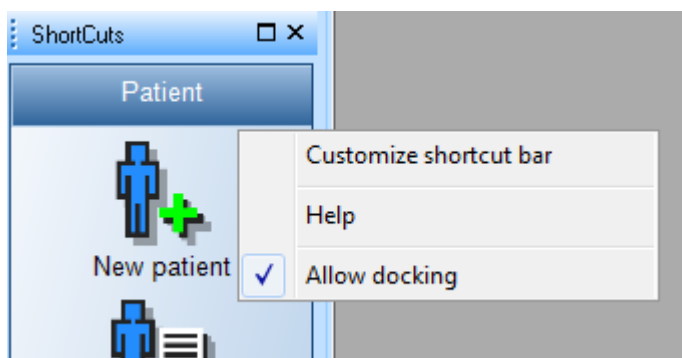 ShortCuts
Patient
Customize shortcut bar
Help
New patient
Allow docking